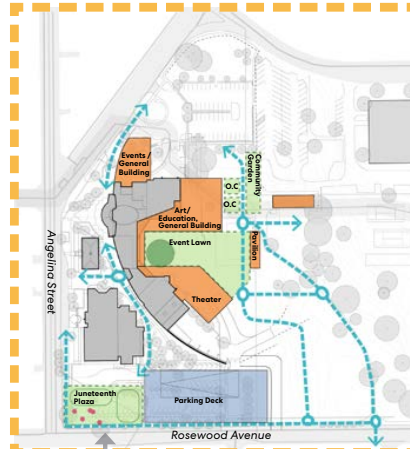 Events /
General
Building
Community
Garden
O.C
O.C
Art/
Education,
General Building
Event Lawn
Pavilion
Angelina Street
Theater
Juneteenth
Plaza
Parking Deck
Rosewood Avenue